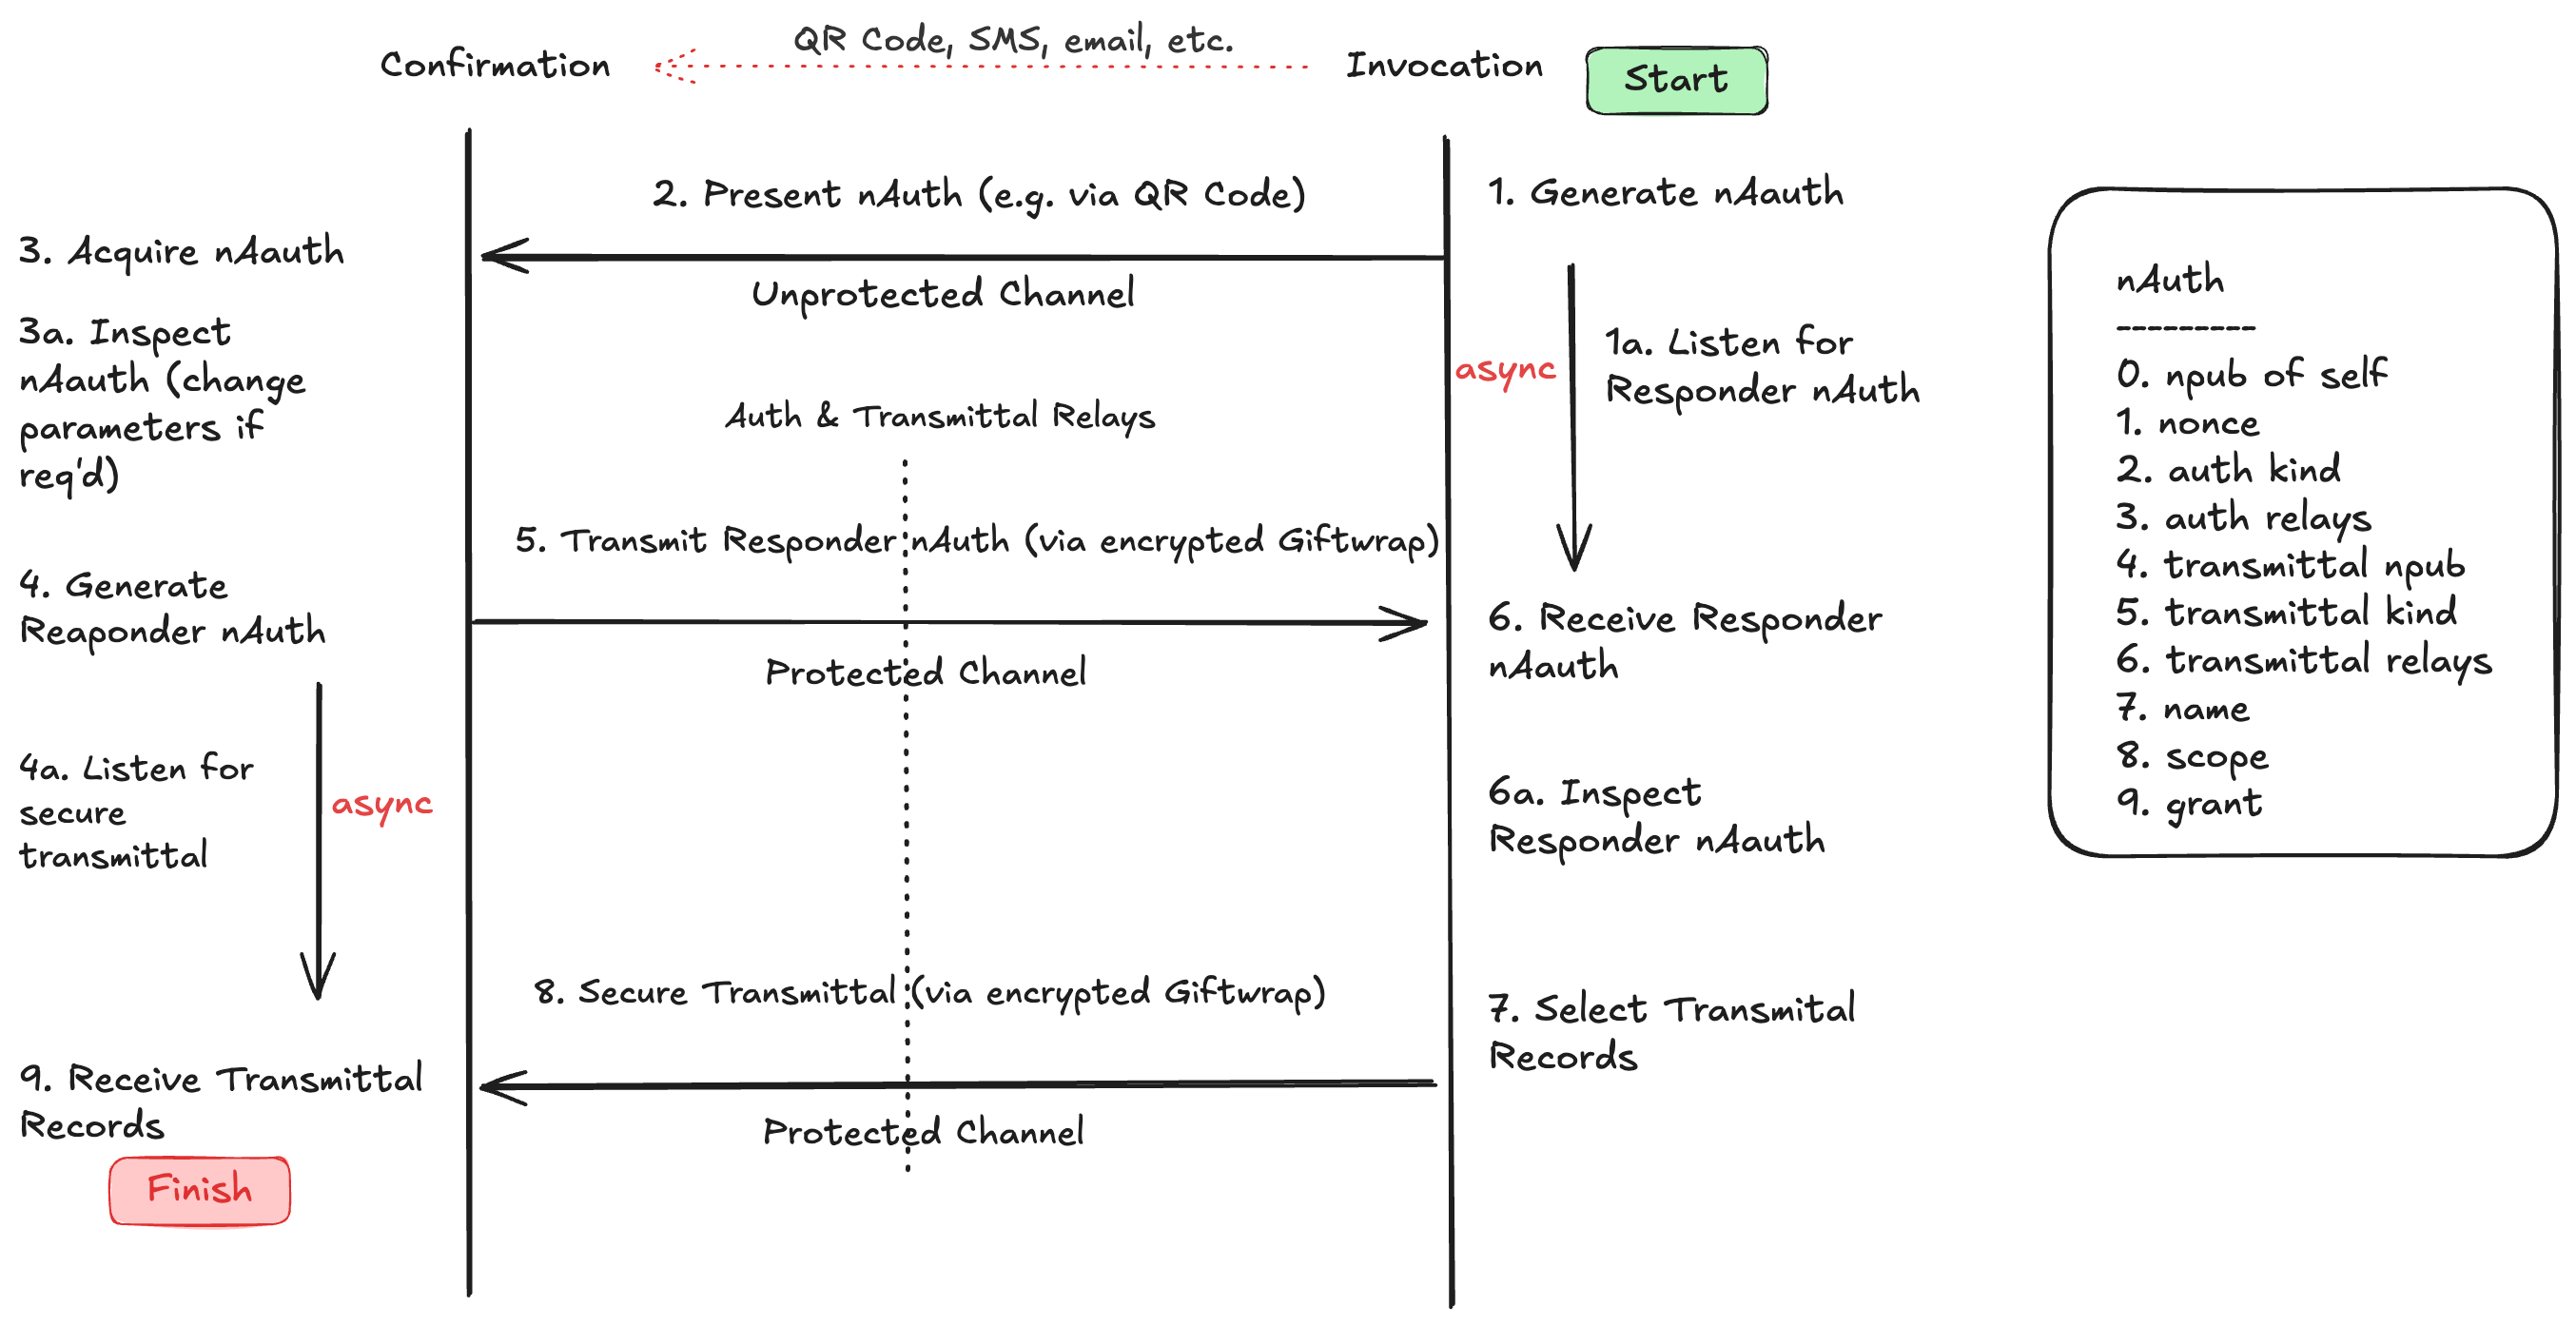 QR Code, SMS, email, etc.
Confirmation
Invocation
Start
2. Present nAuth (e.g. via QR Code)
1. Generate nAauth
3. Acquire nAauth
Unprotected Channel
3a. Inspect
nAauth (change
parameters if
req'd)
async
1a. Listen for
Responder nAuth
Auth & Transmittal Relays
5. Transmit Responder nAuth (via encrypted Giftwrap)
4. Generate
Reaponder nAuth
6. Receive Responder
nAauth
Protected Channel
4a. Listen for
secure
transmittal
async
6a. Inspect
Responder nAauth
8. Secure Transmittal (via encrypted Giftwrap)
7. Select Transmital
Records
9. Receive Transmittal
Records
Protected Channel
Finish
nAuth
---------
0. npub of self
1. nonce
2. auth kind
3. auth relays
4. transmittal npub
5. transmittal kind
6. transmittal relays
7. name
8. scope
9. grant